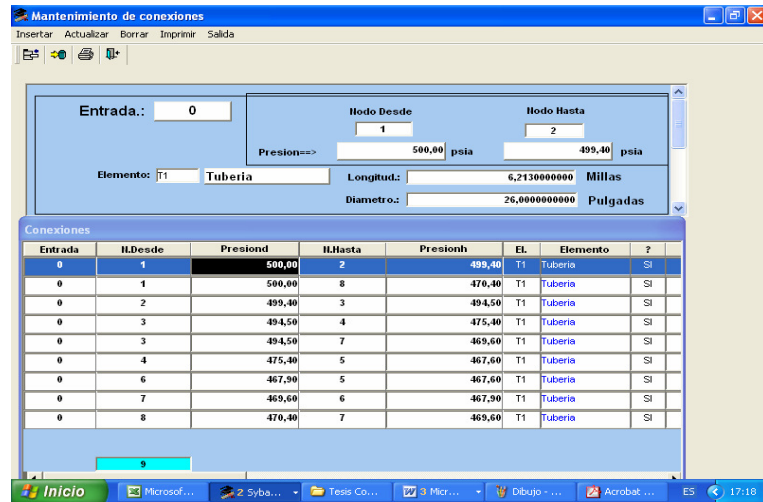 Mantenimiento de conexiones
Insertar Actualizar Borrar Imprimir Salida
Entrada.: 0 Nodo Desde Nodo Hasta
1 2
Presion==> 500,00 psia 499,40 psia
Elemento: T1 Tuberia Longitud.: 6,2130000000 Millas
Diametro.: 26,0000000000 Pulgadas
Conexiones
Entrada N.Desde Presiond N.Hasta Presionh El. Elemento ?
0 1 500,00 2 499,40 T1 Tuberia SI
0 1 500,00 8 470,40 T1 Tuberia SI
0 2 499,40 3 494,50 T1 Tuberia SI
0 3 494,50 4 475,40 T1 Tuberia SI
0 3 494,50 7 469,60 T1 Tuberia SI
0 4 475,40 5 467,60 T1 Tuberia SI
0 6 467,90 5 467,60 T1 Tuberia SI
0 7 469,60 6 467,90 T1 Tuberia SI
0 8 470,40 7 469,60 T1 Tuberia SI
9
Inicio Microsof... 2 Syba... Tesis Co... 3 Micr... Dibujo - ... Acrobat ... ES 17:18